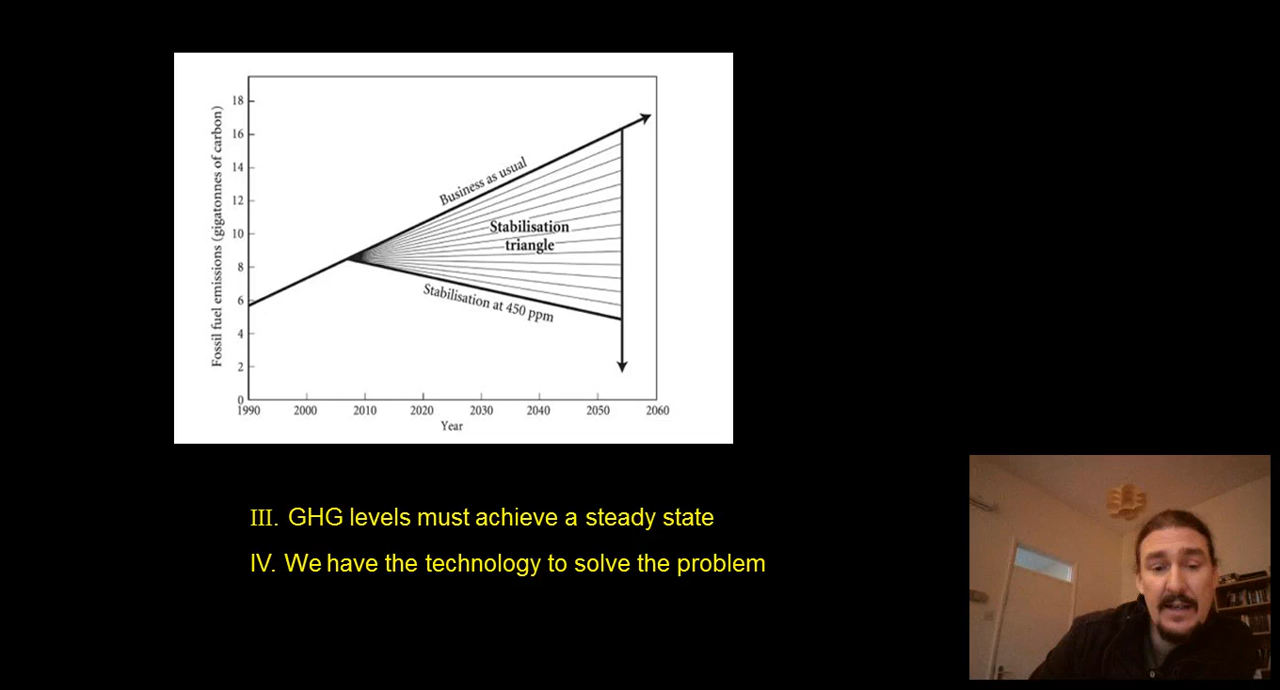 Fossil fuel emissions (gigatonnes of carbon)
18
16
14
12
10
8
6
4
2
0
Business as usual
Stabilisation
triangle
Stabilisation at 450 ppm
1990 2000 2010 2020 2030 2040 2050 2060
Year
III. GHG levels must achieve a steady state
IV. We have the technology to solve the problem